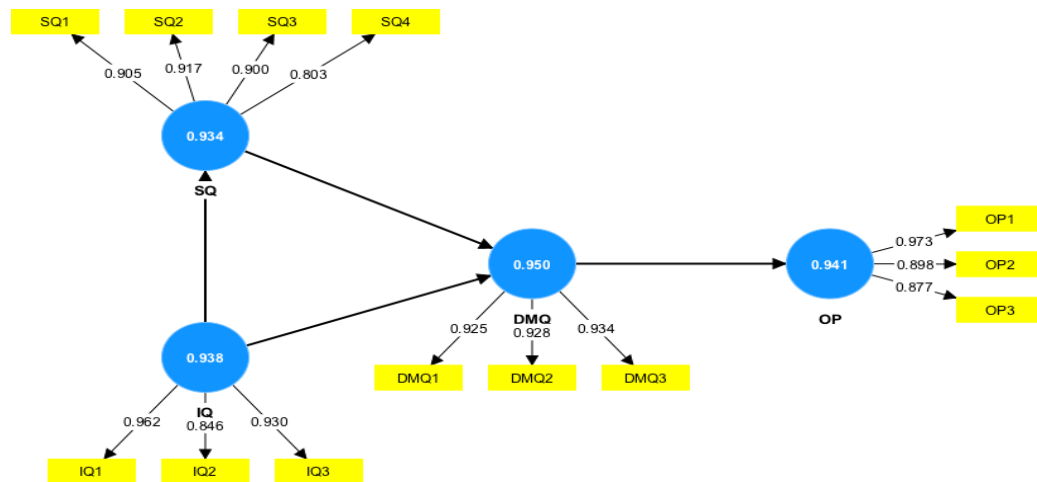 SQ1 SQ2 SQ3 SQ4
0.905 0.917 0.900 0.803
0.934
SQ
OP1
0.973
0.950 0.941 0.898 OP2
0.877
DMQ OP OP3
0.925 0.928 0.934
0.938
DMQ1 DMQ2 DMQ3
IQ
0.962 0.846 0.930
IQ1 IQ2 IQ3